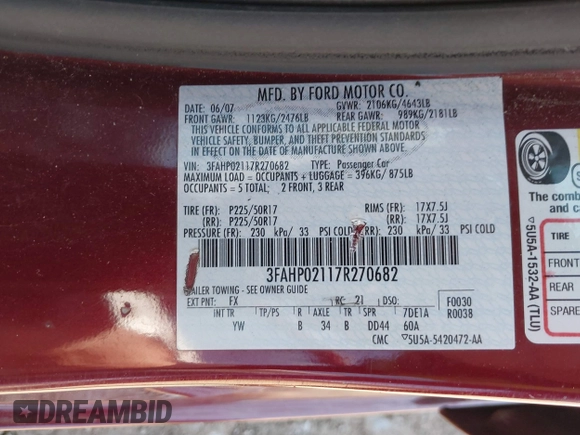 MFD. BY FORD MOTOR CO.
06/07 GVWR: 2106KG/4643LB
FRONT GAWR: 1123KG/2476LB REAR GAWR: 989KG/2181LB
THIS VEHICLE CONFORMS TO ALL APPLICABLE FEDERAL MOTOR
VEHICLE SAFETY, BUMPER, AND THEFT PREVENTION STANDARDS
IN EFFECT ON THE DATE OF MANUFACTURE SHOWN ABOVE.
VIN: 3FAHP02117R270682 TYPE: Passenger Car
MAXIMUM LOAD = OCCUPANTS + LUGGAGE = 396KG/875LB
OCCUPANTS = 5 TOTAL; 2 FRONT, 3 REAR
TIRE (FR): P225/50R17 RIMS (FR): 17X7.5J
(RR): P225/50R17 (RR): 17X7.5J
PRESSURE (FR): 230 kPa/ 33 PSI COLD (RR): 230 kPa/ 33 PSI COLD
3FAHP02117R270682
TRAILER TOWING - SEE OWNER GUIDE
EXT PNT: FX RC: 21 DSO: F0030
INT TR TP/PS R AXLE TR SPR 7DE1A R0038
YW B 34 B DD44 60A
CMC ▽5U5A-5420472-AA
▽5U5A-1532-AA (TLU)
The combine
and c
TIRE
FRONT
REAR
SPARE
DREAMBID